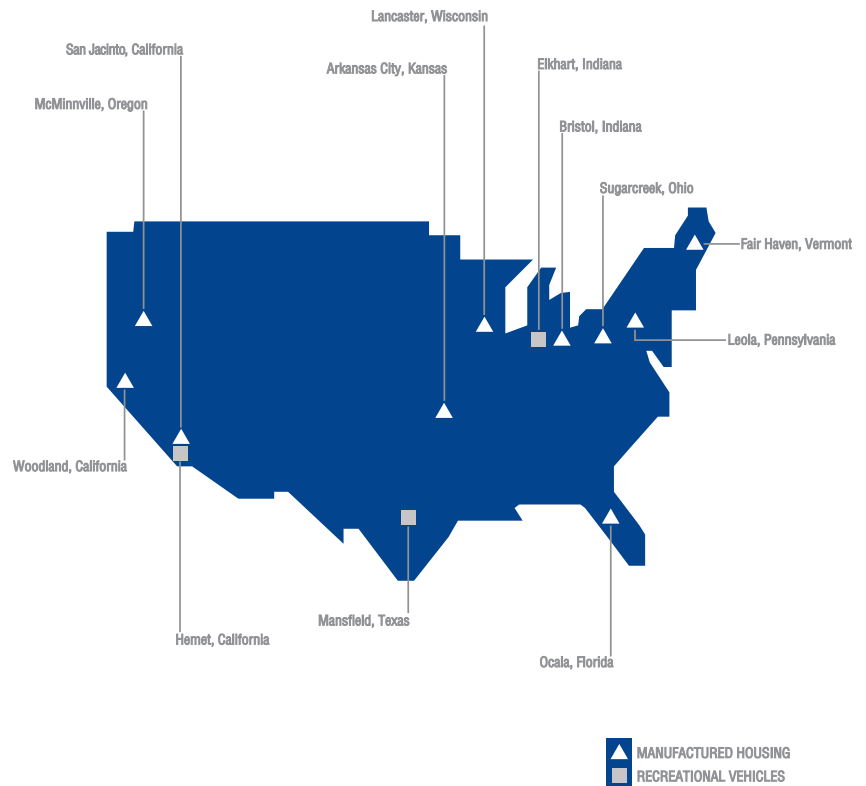 Lancaster, Wisconsin
San Jacinto, California
Elkhart, Indiana
Arkansas City, Kansas
McMinnville, Oregon
Bristol, Indiana
Sugarcreek, Ohio
Fair Haven, Vermont
Leola, Pennsylvania
Woodland, California
Mansfield, Texas
Hemet, California
Ocala, Florida
MANUFACTURED HOUSING
RECREATIONAL VEHICLES